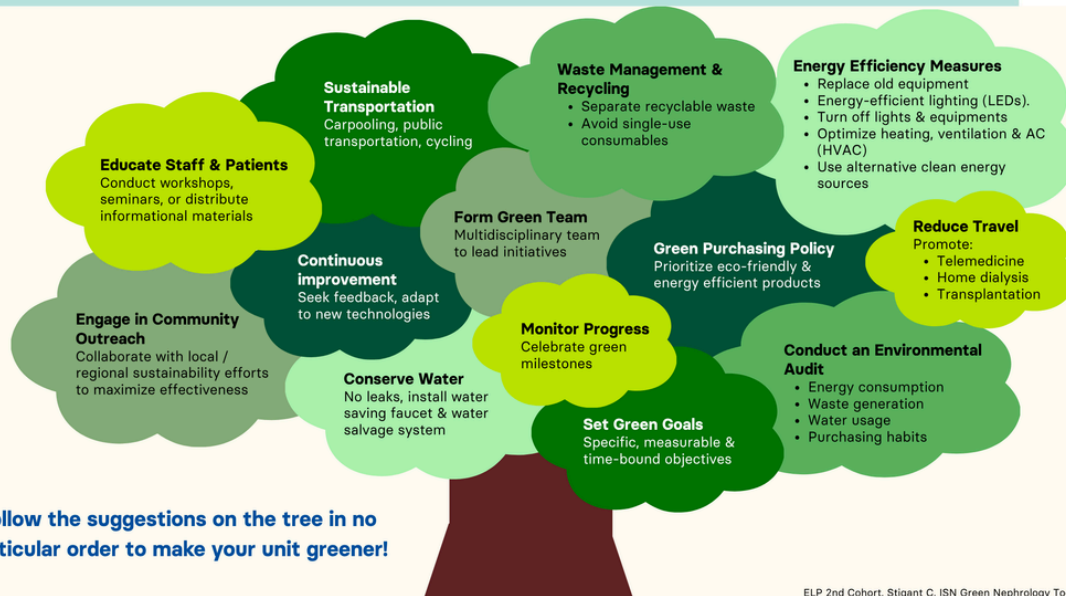 Sustainable
Transportation
Carpooling, public
transportation, cycling
Waste Management &
Recycling
• Separate recyclable waste
• Avoid single-use
consumables
Energy Efficiency Measures
• Replace old equipment
• Energy-efficient lighting (LEDs).
• Turn off lights & equipments
• Optimize heating, ventilation & AC
(HVAC)
• Use alternative clean energy
sources
Educate Staff & Patients
Conduct workshops,
seminars, or distribute
informational materials
Form Green Team
Multidisciplinary team
to lead initiatives
Green Purchasing Policy
Prioritize eco-friendly &
energy efficient products
Reduce Travel
Promote:
• Telemedicine
• Home dialysis
• Transplantation
Continuous
improvement
Seek feedback, adapt
to new technologies
Engage in Community
Outreach
Collaborate with local /
regional sustainability efforts
to maximize effectiveness
Monitor Progress
Celebrate green
milestones
Conduct an Environmental
Audit
• Energy consumption
• Waste generation
• Water usage
• Purchasing habits
Conserve Water
No leaks, install water
saving faucet & water
salvage system
Set Green Goals
Specific, measurable &
time-bound objectives
llow the suggestions on the tree in no
ticular order to make your unit greener!
ELP 2nd Cohort, Stigant C, ISN Green Nephrology To